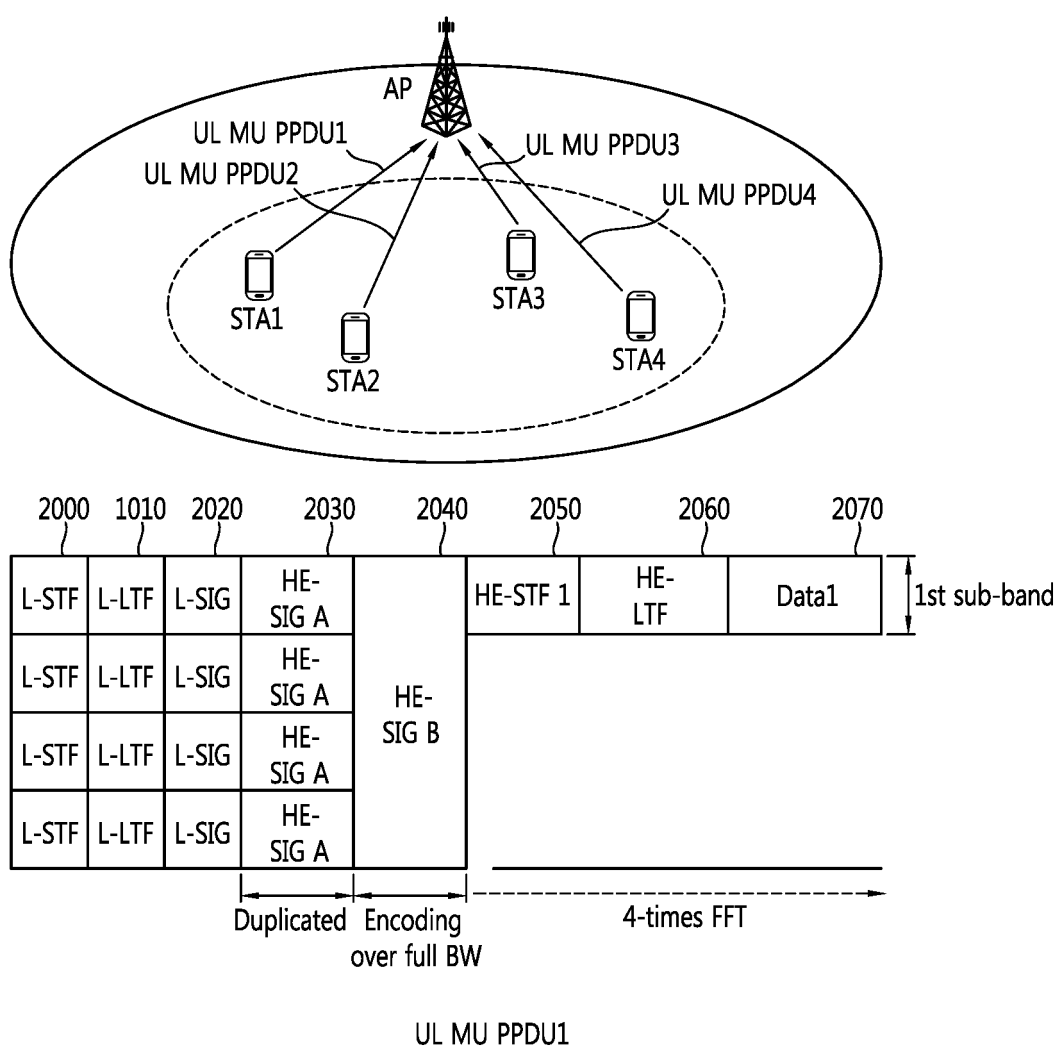 AP
UL MU PPDU1
UL MU PPDU2
UL MU PPDU3
UL MU PPDU4
STA1
STA2
STA3
STA4
2000 1010 2020 2030 2040 2050 2060 2070
L-STF L-LTF L-SIG HE-
SIG A HE-STF 1 HE-
LTF Data1 1st sub-band
L-STF L-LTF L-SIG HE-
SIG A
HE-
SIG B
L-STF L-LTF L-SIG HE-
SIG A
L-STF L-LTF L-SIG HE-
SIG A
Duplicated
Encoding
over full BW
4-times FFT
UL MU PPDU1